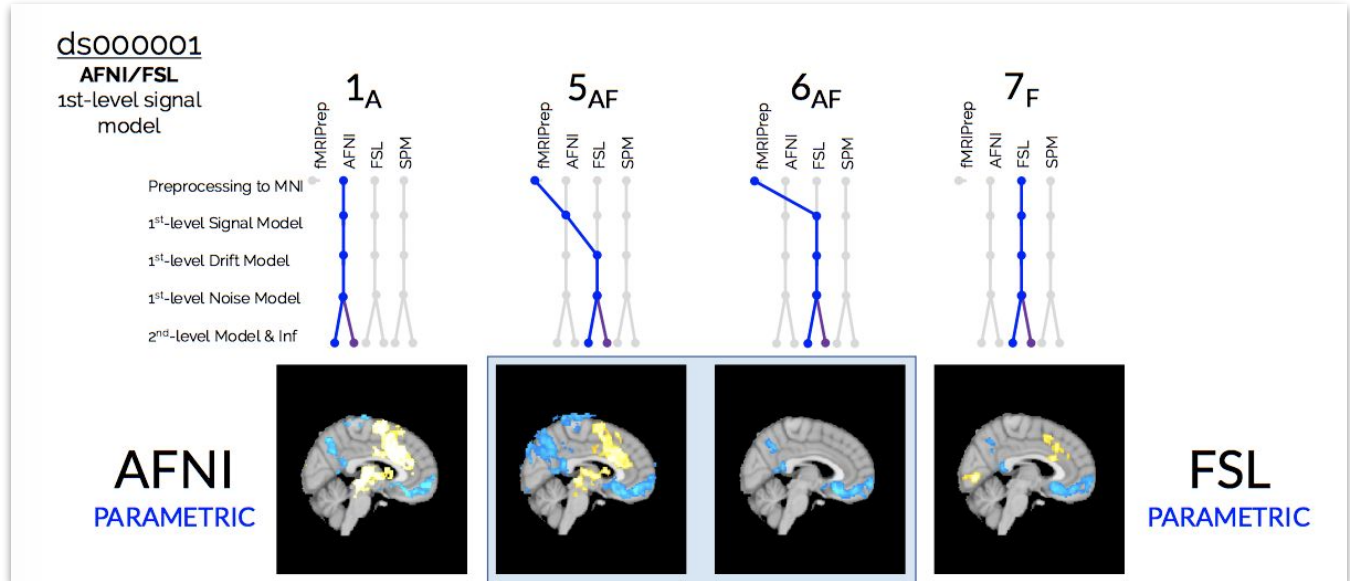 ds000001
AFNI/FSL
1st-level signal
model
1A
5AF
6AF
7F
fMRIPrep
AFNI
FSL
SPM
fMRIPrep
AFNI
FSL
SPM
fMRIPrep
AFNI
FSL
SPM
fMRIPrep
AFNI
FSL
SPM
Preprocessing to MNI
1st-level Signal Model
1st-level Drift Model
1st-level Noise Model
2nd-level Model & Inf
AFNI
PARAMETRIC
FSL
PARAMETRIC